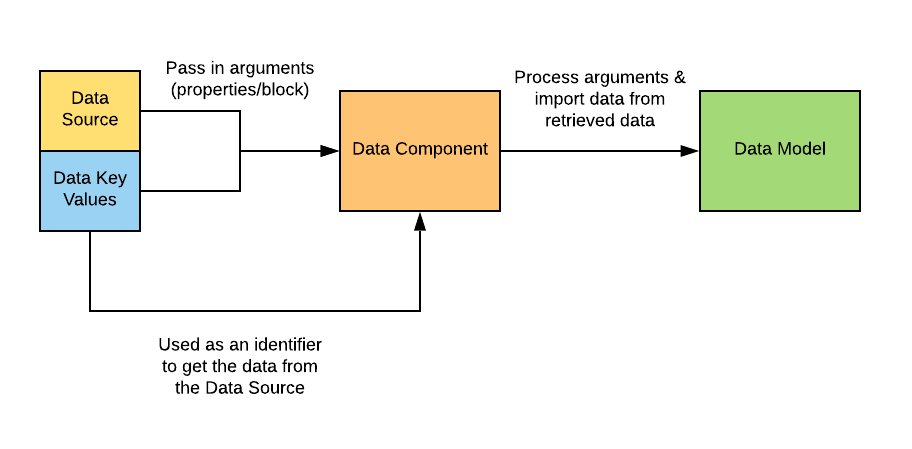 Pass in arguments
(properties/block)
Data
Source
Data Key
Values
Data Component
Process arguments &
import data from
retrieved data
Data Model
Used as an identifier
to get the data from
the Data Source